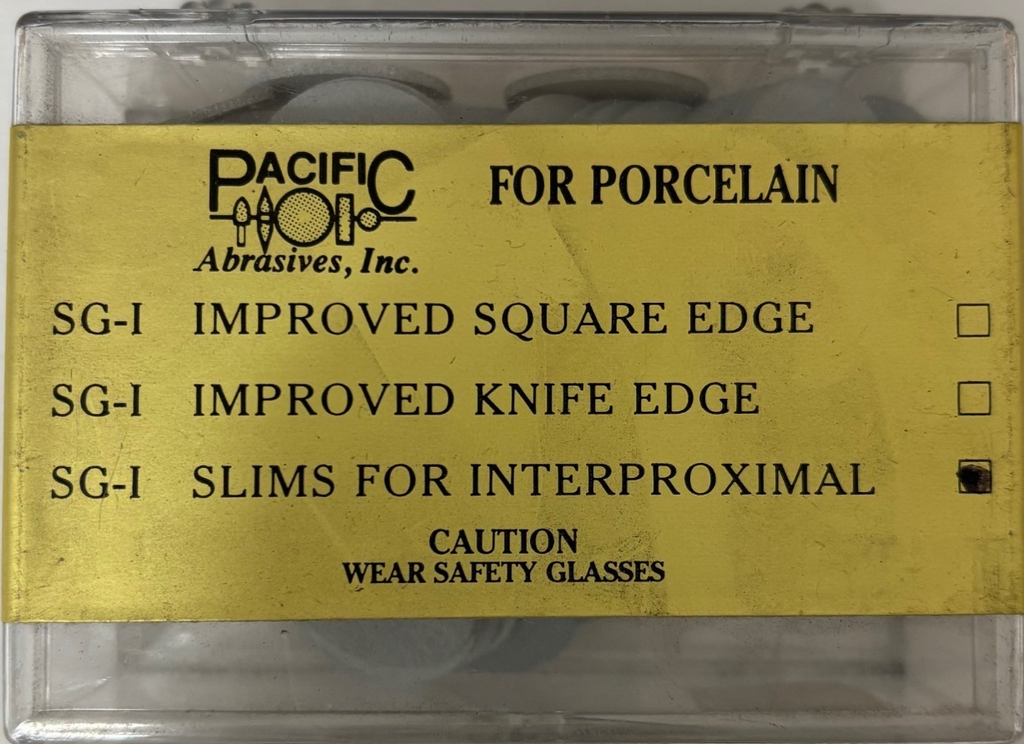 PACIFIC
Abrasives, Inc.
FOR PORCELAIN
SG-I IMPROVED SQUARE EDGE
SG-I IMPROVED KNIFE EDGE
SG-I SLIMS FOR INTERPROXIMAL
CAUTION
WEAR SAFETY GLASSES